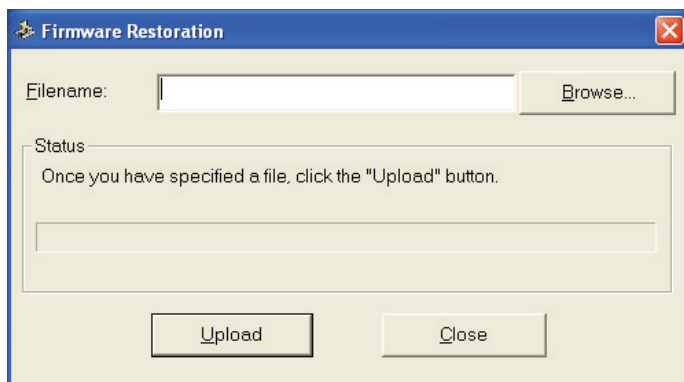 Firmware Restoration
Filename:
Browse...
Status
Once you have specified a file, click the "Upload" button.
Upload
Close